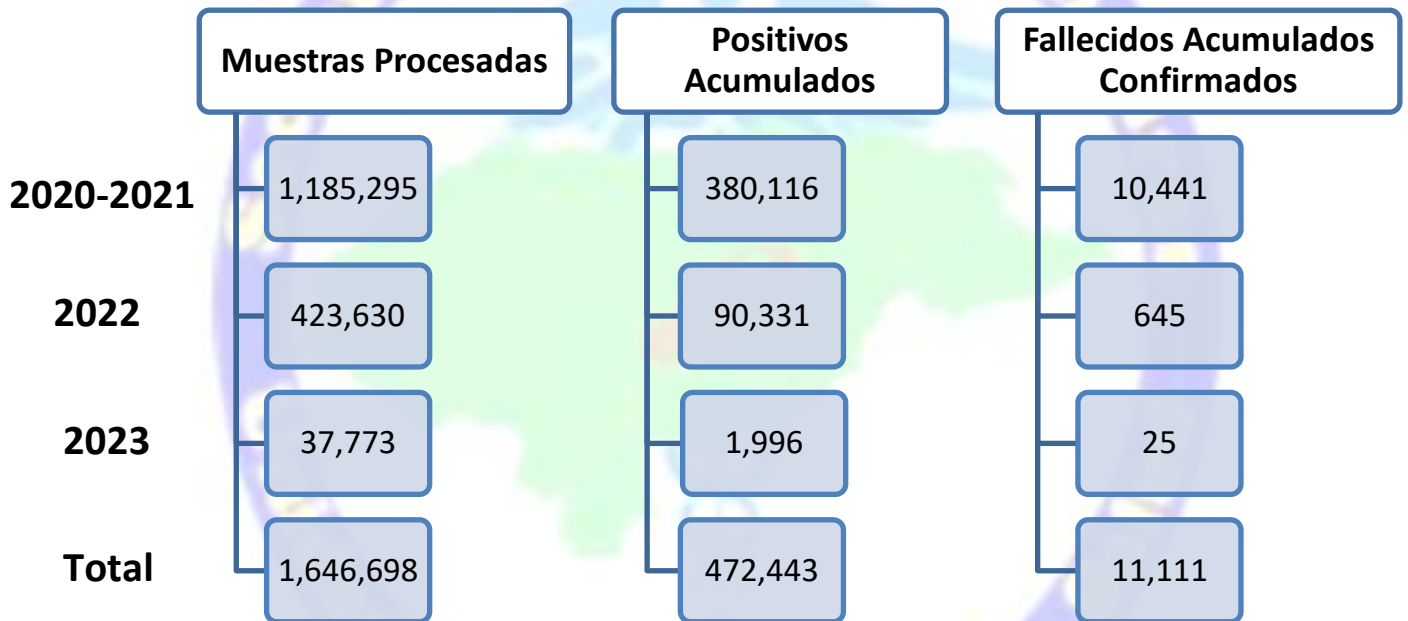 Muestras Procesadas
Positivos
Acumulados
Fallecidos Acumulados
Confirmados
2020-2021 1,185,295 380,116 10,441
2022 423,630 90,331 645
2023 37,773 1,996 25
Total 1,646,698 472,443 11,111